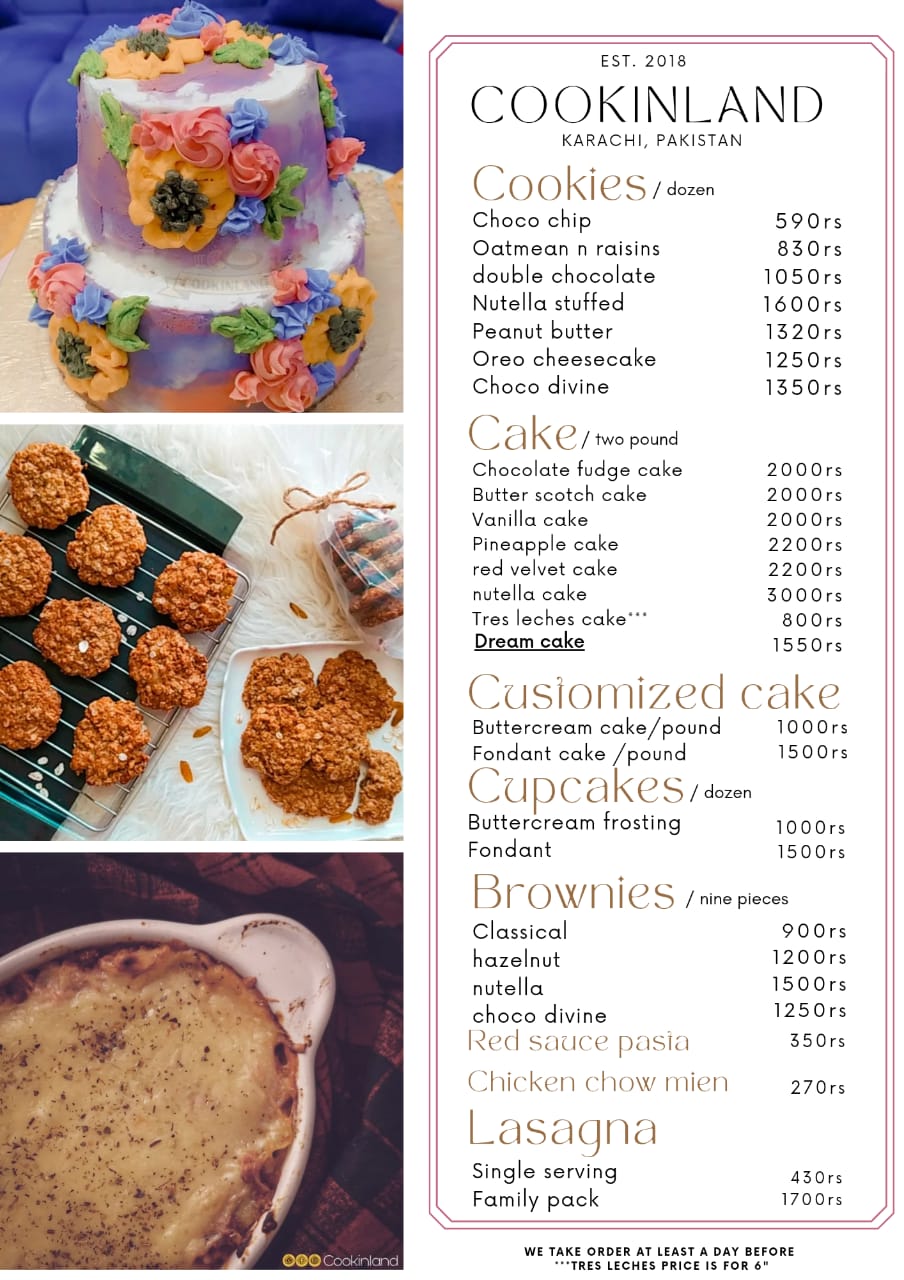 EST. 2018
COOKINLAND
KARACHI, PAKISTAN
Cookies / dozen
Choco chip 590rs
Oatmean n raisins 830rs
double chocolate 1050rs
Nutella stuffed 1600rs
Peanut butter 1320rs
Oreo cheesecake 1250rs
Choco divine 1350rs
Cake / two pound
Chocolate fudge cake 2000rs
Butter scotch cake 2000rs
Vanilla cake 2000rs
Pineapple cake 2200rs
red velvet cake 2200rs
nutella cake 3000rs
Tres leches cake*** 800rs
Dream cake 1550rs
Customized cake
Buttercream cake/pound 1000rs
Fondant cake /pound 1500rs
Cupcakes / dozen
Buttercream frosting 1000rs
Fondant 1500rs
Brownies / nine pieces
Classical 900rs
hazelnut 1200rs
nutella 1500rs
choco divine 1250rs
Red sauce pasta 350rs
Chicken chow mien 270rs
Lasagna
Single serving 430rs
Family pack 1700rs
WE TAKE ORDER AT LEAST A DAY BEFORE
***TRES LECHES PRICE IS FOR 6"
COOKINLAND
Cookinland